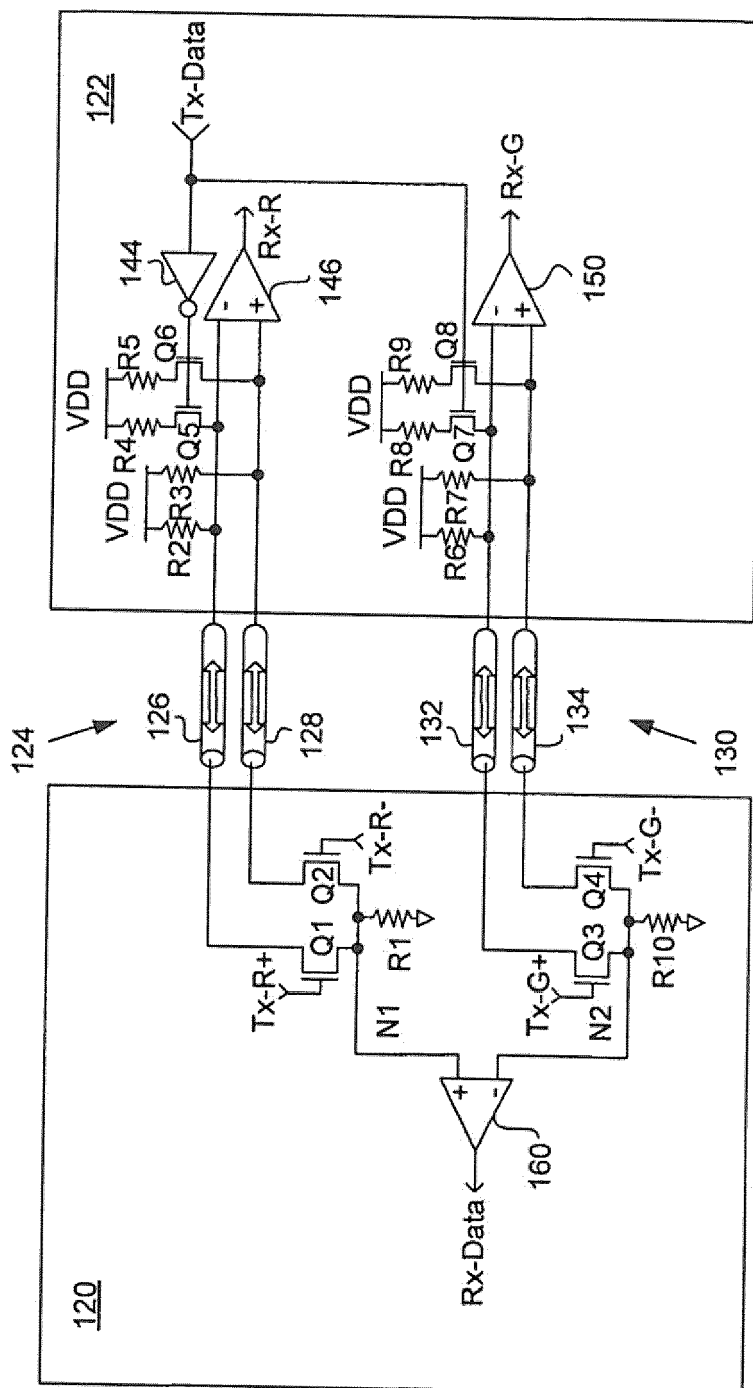 120
Rx-Data
160
+
-
N1
Tx-R+
Q1
Q2
Tx-R-
R1
N2
Tx-G+
Q3
Q4
Tx-G-
R10
124
126
128
132
134
130
122
VDD
R2
R3
VDD
R4
R5
Q5
Q6
144
Tx-Data
-
+
146
Rx-R
VDD
R6
R7
VDD
R8
R9
Q7
Q8
-
+
150
Rx-G